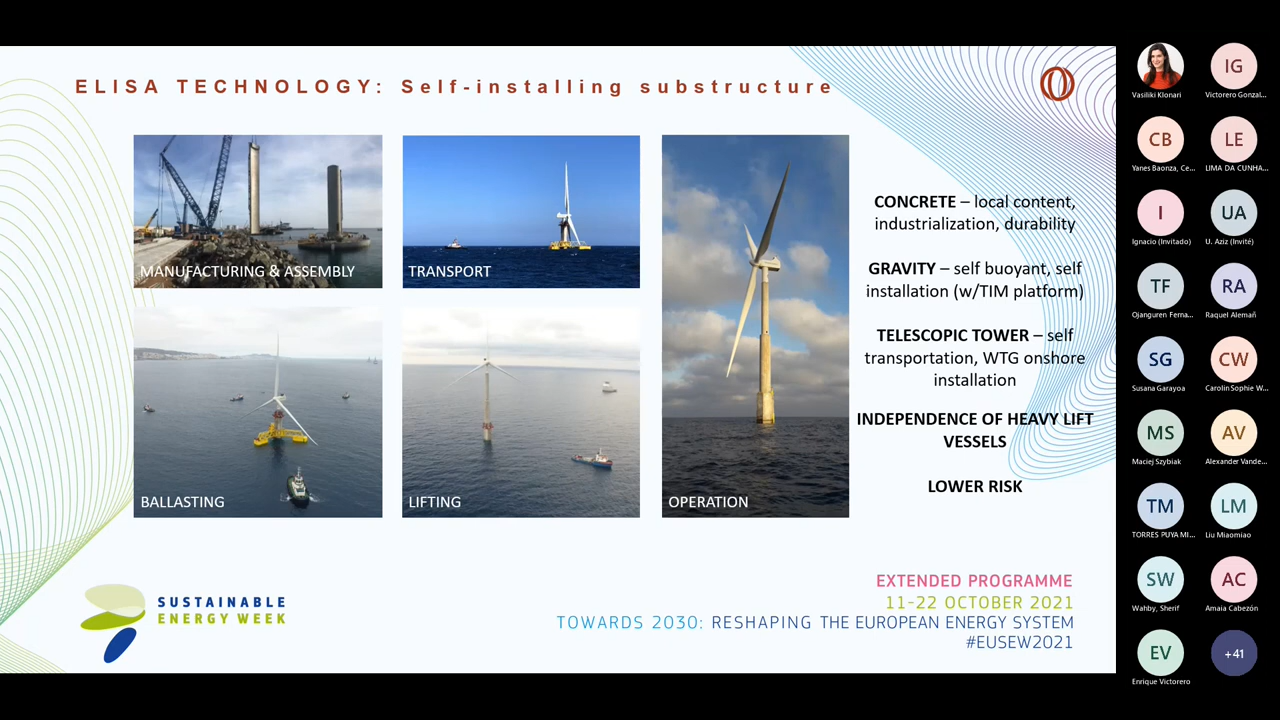 ELISA TECHNOLOGY: Self-installing substructure
MANUFACTURING & ASSEMBLY
TRANSPORT
BALLASTING
LIFTING
OPERATION
CONCRETE – local content,
industrialization, durability
GRAVITY – self buoyant, self
installation (w/TIM platform)
TELESCOPIC TOWER – self
transportation, WTG onshore
installation
INDEPENDENCE OF HEAVY LIFT
VESSELS
LOWER RISK
SUSTAINABLE
ENERGY WEEK
EXTENDED PROGRAMME
11-22 OCTOBER 2021
TOWARDS 2030: RESHAPING THE EUROPEAN ENERGY SYSTEM
#EUSEW2021
Vasiliki Klonari
IG
Victorero Gonzal...
CB
Yanes Baonza, Ce...
LE
LIMA DA CUNHA...
I
Ignacio (Invitado)
UA
U. Aziz (Invité)
TF
Ojanguren Ferna...
RA
Raquel Alemañ
SG
Susana Garayoa
CW
Carolin Sophie W...
MS
Maciej Szybiak
AV
Alexander Vande...
TM
TORRES PUYA MI...
LM
Liu Miaomiao
SW
Wahby, Sherif
AC
Amaia Cabezón
EV
Enrique Victorero
+41